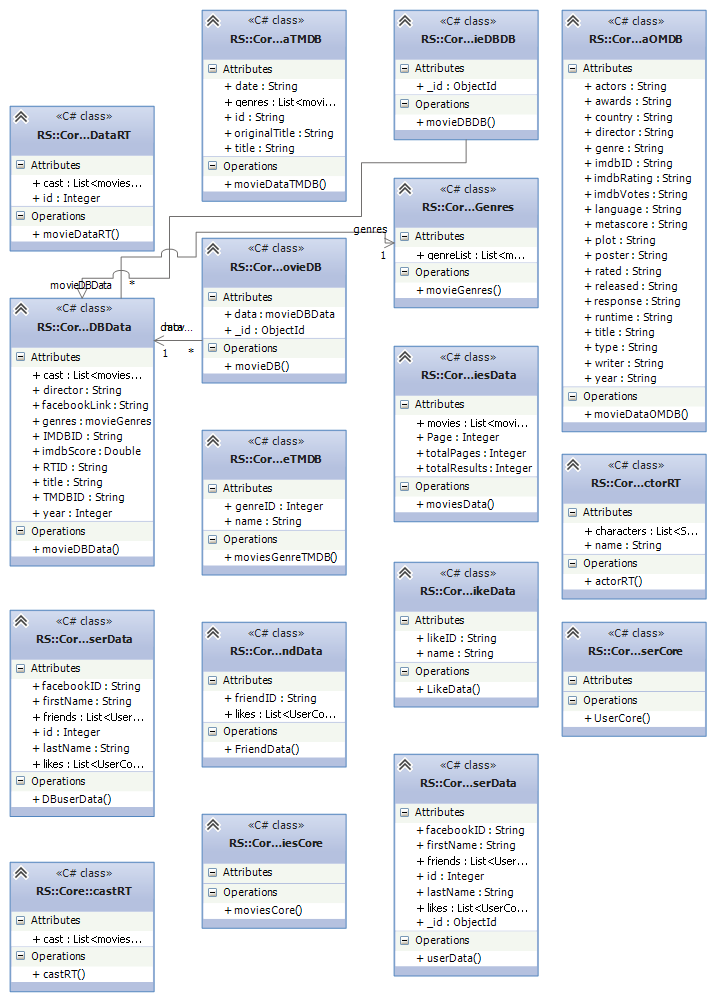 «C# class»
RS::Cor...DataRT
Attributes
+ cast : List<movies...
+ id : Integer
Operations
+ movieDataRT()
«C# class»
RS::Cor...aTMDB
Attributes
+ date : String
+ genres : List<movi...
+ id : String
+ originalTitle : String
+ title : String
Operations
+ movieDataTMDB()
«C# class»
RS::Cor...ieDBDB
Attributes
+ _id : ObjectId
Operations
+ movieDBDB()
«C# class»
RS::Cor...aOMDB
Attributes
+ actors : String
+ awards : String
+ country : String
+ director : String
+ genre : String
+ imdbID : String
+ imdbRating : String
+ imdbVotes : String
+ language : String
+ metascore : String
+ plot : String
+ poster : String
+ rated : String
+ released : String
+ response : String
+ runtime : String
+ title : String
+ type : String
+ writer : String
+ year : String
Operations
+ movieDataOMDB()
«C# class»
RS::Cor...Genres
Attributes
+ genreList : List<m...
Operations
+ movieGenres()
genres
1
movieDBData
*
«C# class»
RS::Cor...ovieDB
Attributes
+ data : movieDBData
+ _id : ObjectId
Operations
+ movieDB()
1
*
«C# class»
RS::Cor...DBData
Attributes
+ cast : List<movies...
+ director : String
+ facebookLink : String
+ genres : movieGenres
+ IMDBID : String
+ imdbScore : Double
+ RTID : String
+ title : String
+ TMDBID : String
+ year : Integer
Operations
+ movieDBData()
«C# class»
RS::Cor...iesData
Attributes
+ movies : List<movi...
+ Page : Integer
+ totalPages : Integer
+ totalResults : Integer
Operations
+ moviesData()
«C# class»
RS::Cor...eTMDB
Attributes
+ genreID : Integer
+ name : String
Operations
+ moviesGenreTMDB()
«C# class»
RS::Cor...ctorRT
Attributes
+ characters : List<S...
+ name : String
Operations
+ actorRT()
«C# class»
RS::Cor...serData
Attributes
+ facebookID : String
+ firstName : String
+ friends : List<User...
+ id : Integer
+ lastName : String
+ likes : List<UserCo...
Operations
+ DBuserData()
«C# class»
RS::Cor...ndData
Attributes
+ friendID : String
+ likes : List<UserCo...
Operations
+ FriendData()
«C# class»
RS::Cor...ikeData
Attributes
+ likeID : String
+ name : String
Operations
+ LikeData()
«C# class»
RS::Cor...serCore
Attributes
Operations
+ UserCore()
«C# class»
RS::Cor...serData
Attributes
+ facebookID : String
+ firstName : String
+ friends : List<User...
+ id : Integer
+ lastName : String
+ likes : List<UserCo...
+ _id : ObjectId
Operations
+ userData()
«C# class»
RS::Cor...iesCore
Attributes
Operations
+ moviesCore()
«C# class»
RS::Core::castRT
Attributes
+ cast : List<movies...
Operations
+ castRT()